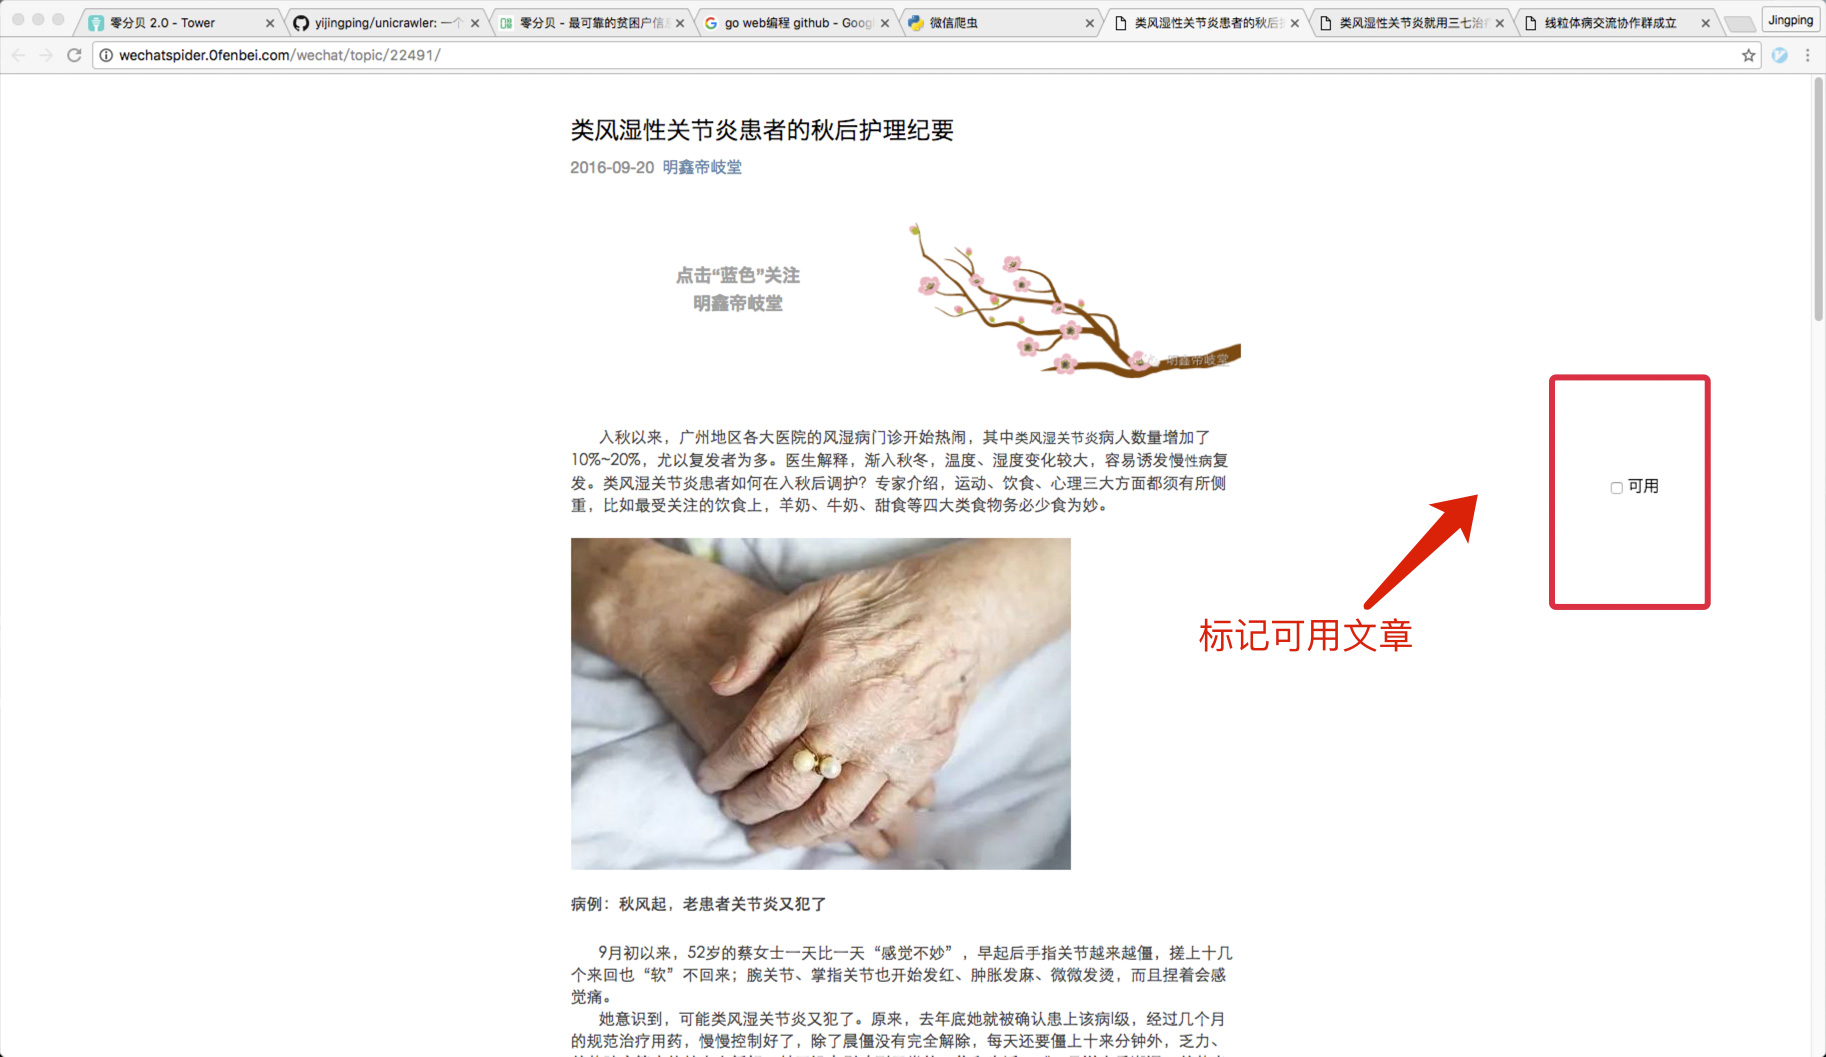 零分贝 2.0 - Tower
yijingping/unicrawler: 一个
零分贝 - 最可靠的贫困户信息
go web编程 github - Goog
微信爬虫
类风湿性关节炎患者的秋后
类风湿性关节炎就用三七治
线粒体病交流协作群成立
Jingping
wechatspider.0fenbei.com/wechat/topic/22491/
类风湿性关节炎患者的秋后护理纪要
2016-09-20 明鑫帝岐堂
点击“蓝色”关注
明鑫帝岐堂
明鑫帝岐堂
入秋以来，广州地区各大医院的风湿病门诊开始热闹，其中类风湿关节炎病人数量增加了
10%~20%，尤以复发者为多。医生解释，渐入秋冬，温度、湿度变化较大，容易诱发慢性病复
发。类风湿关节炎患者如何在入秋后调护？专家介绍，运动、饮食、心理三大方面都须有所侧
重，比如最受关注的饮食上，羊奶、牛奶、甜食等四大类食物务必少食为妙。
可用
标记可用文章
病例：秋风起，老患者关节炎又犯了
9月初以来，52岁的蔡女士一天比一天“感觉不妙”，早起后手指关节越来越僵，搓上十几
个来回也“软”不回来；腕关节、掌指关节也开始发红、肿胀发麻、微微发烫，而且捏着会感
觉痛。
她意识到，可能类风湿关节炎又犯了。原来，去年底她就被确认患上该病Ⅰ级，经过几个月
的规范治疗用药，慢慢控制好了，除了晨僵没有完全解除，每天还要僵上十来分钟外，乏力、